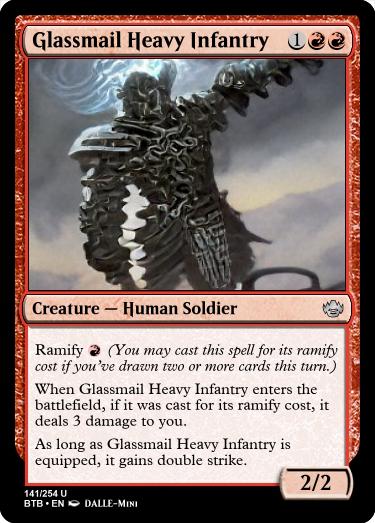 Glassmail Heavy Infantry 1
Creature — Human Soldier
Ramify (You may cast this spell for its ramify
cost if you've drawn two or more cards this turn.)
When Glassmail Heavy Infantry enters the
battlefield, if it was cast for its ramify cost, it
deals 3 damage to you.
As long as Glassmail Heavy Infantry is
equipped, it gains double strike.
2/2
141/254 U
BTB • EN DALLE-Mini